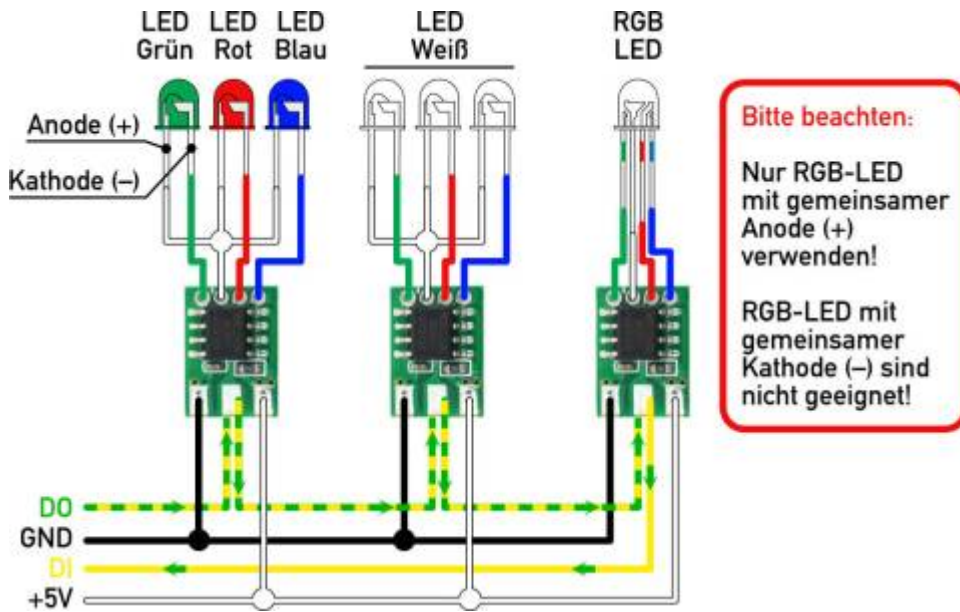 LED
Grün
LED
Rot
LED
Blau
LED
Weiß
RGB
LED
Anode (+)
Kathode (–)
Bitte beachten:
Nur RGB-LED
mit gemeinsamer
Anode (+)
verwenden!
RGB-LED mit
gemeinsamer
Kathode (–) sind
nicht geeignet!
DO
GND
DI
+5V